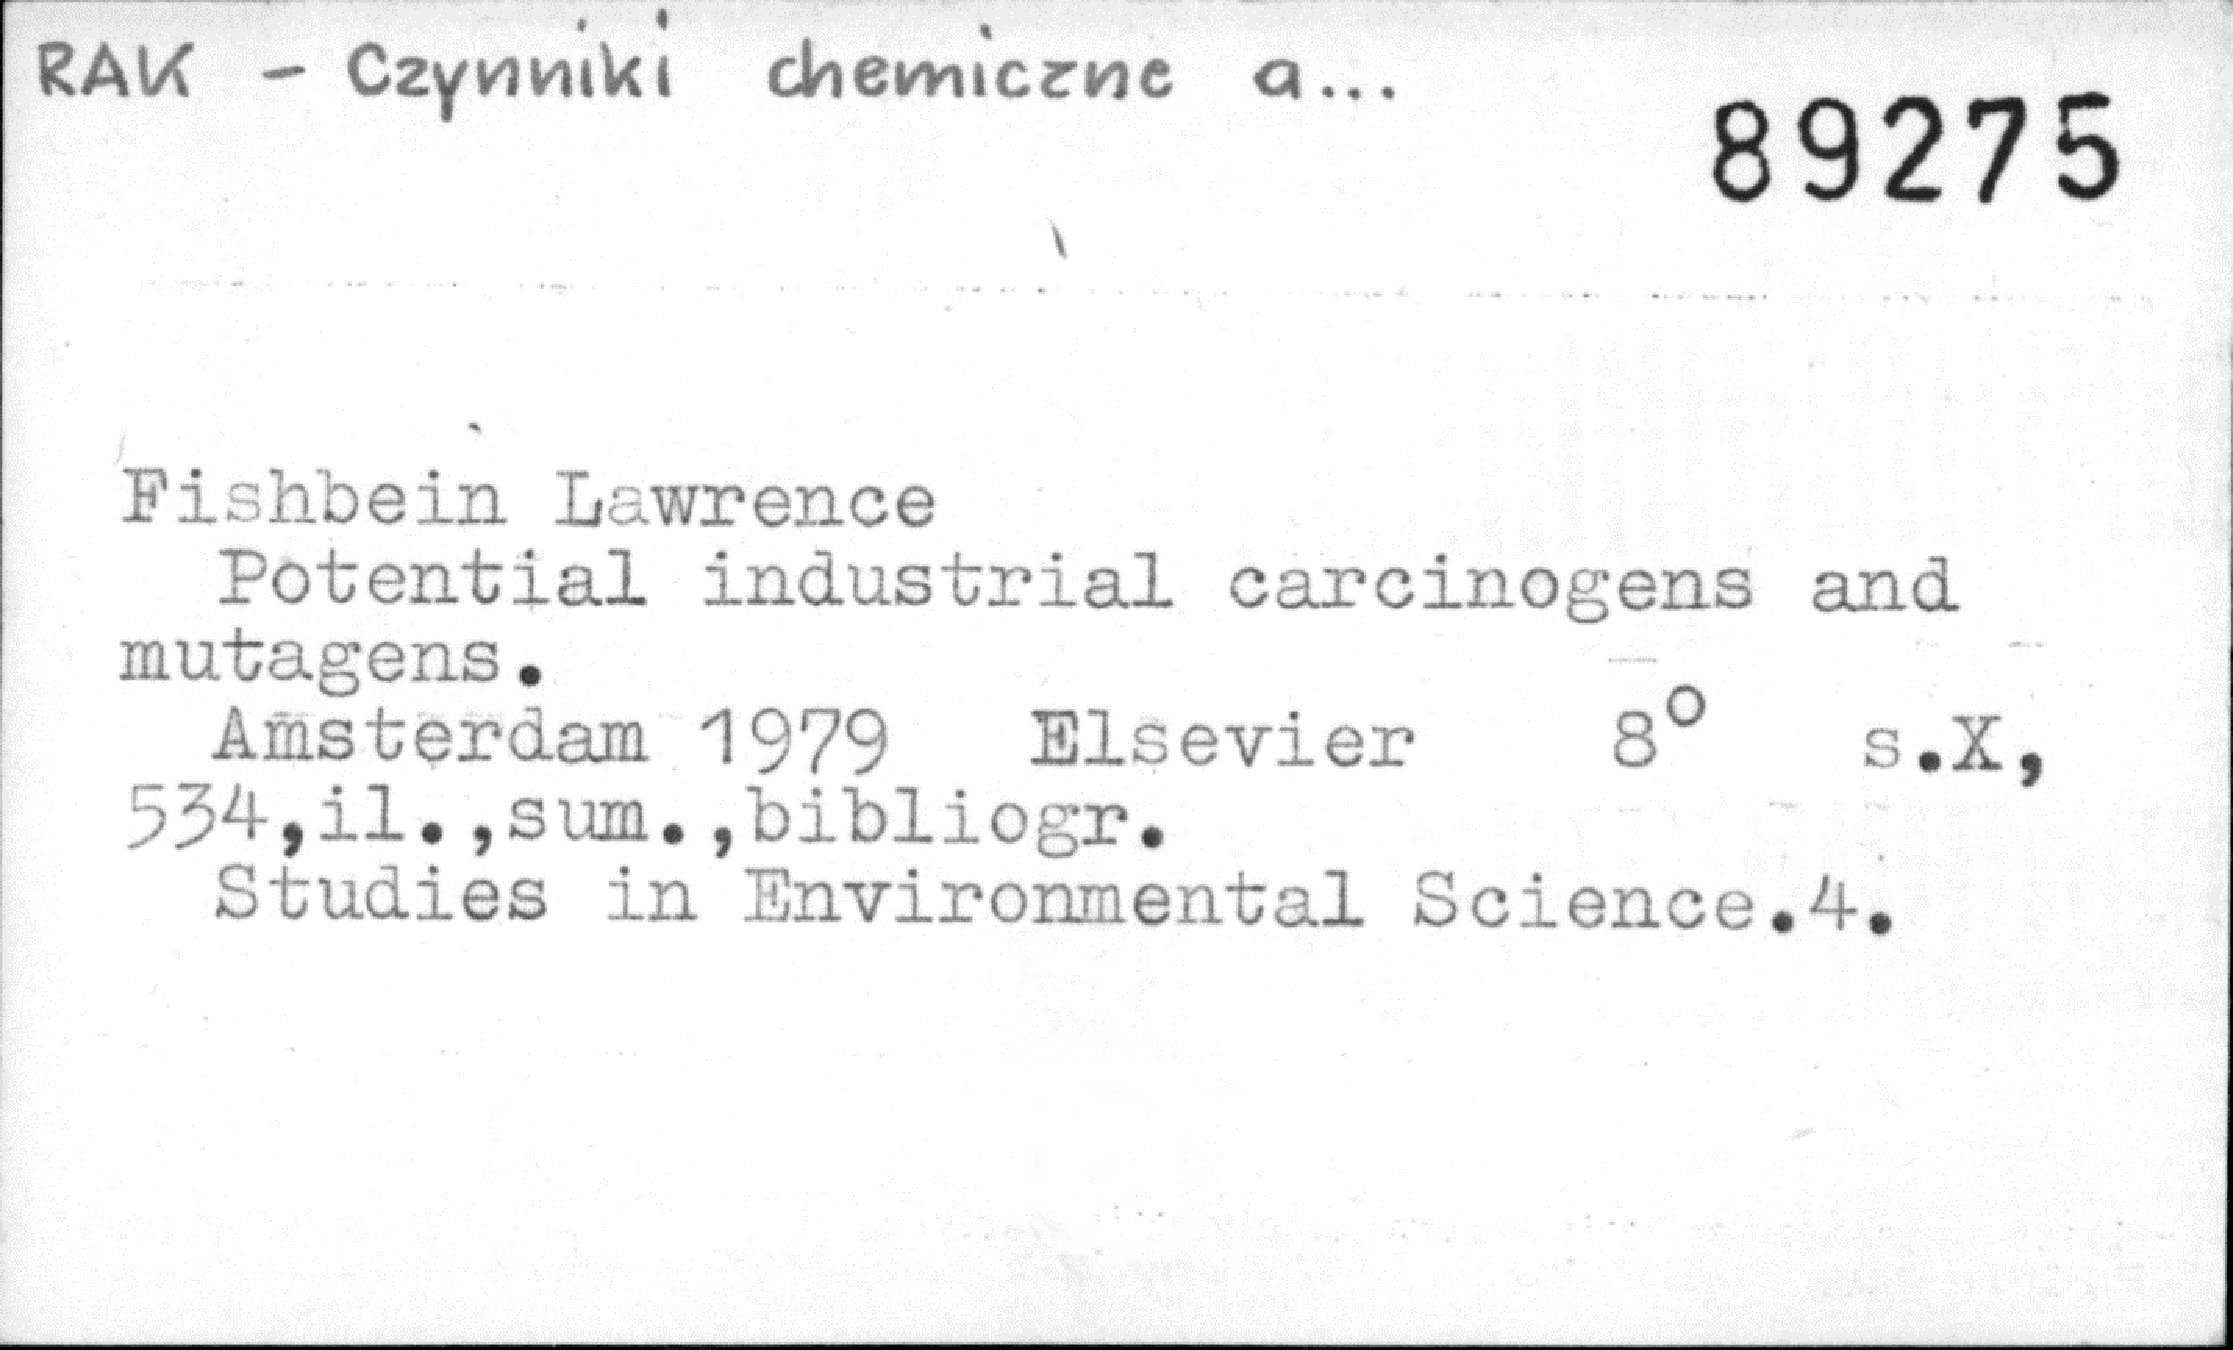 RAK - Czynniki chemiczne a...
89275
Fishbein Lawrence
Potential industrial carcinogens and
mutagens.
Amsterdam 1979 Elsevier 8° s.X,
534,il.,sum.,bibliogr.
Studies in Environmental Science.4.